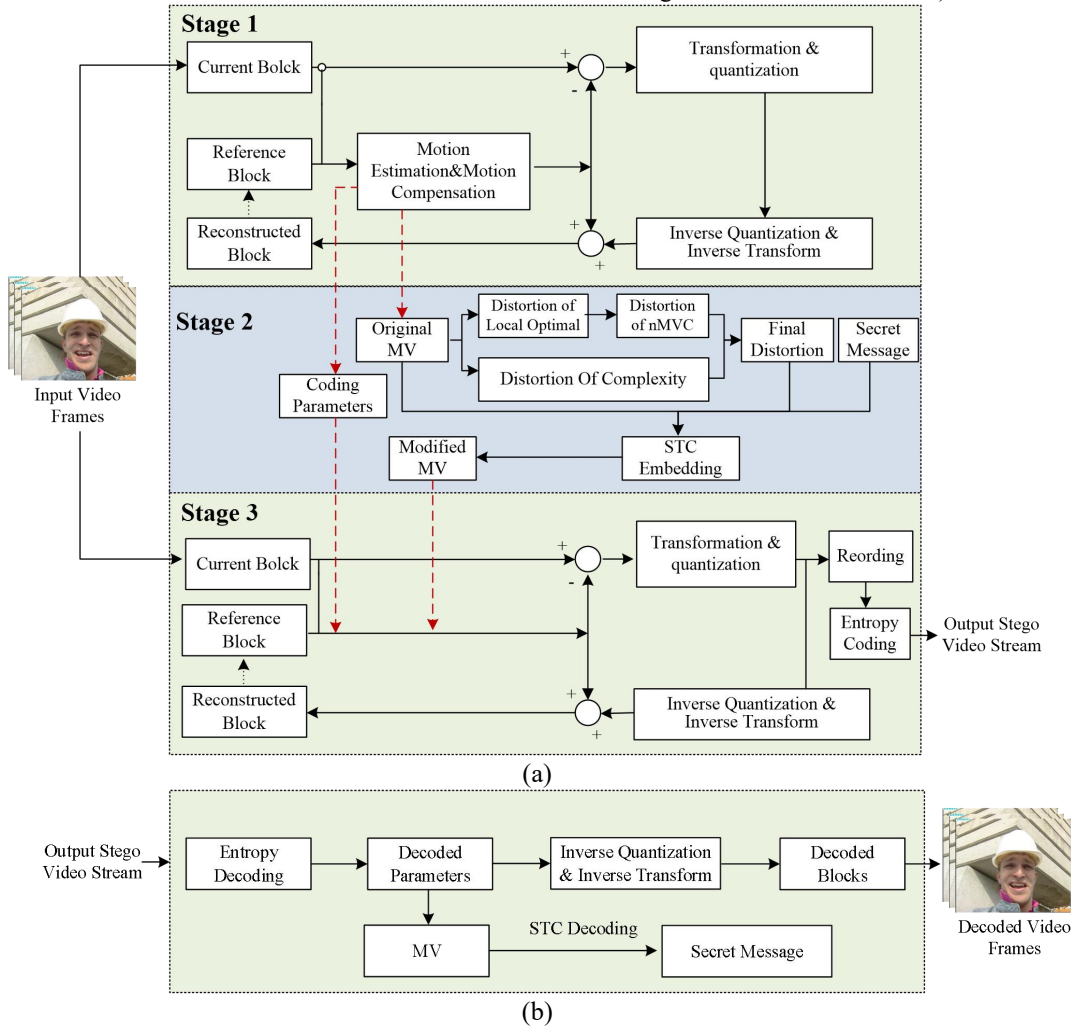 Stage 1
Current Bolck
+
-
Transformation &
quantization
Reference
Block
Motion
Estimation&Motion
Compensation
Reconstructed
Block
+
+
Inverse Quantization &
Inverse Transform
Input Video
Frames
Stage 2
Original
MV
Distortion of
Local Optimal
Distortion
of nMVC
Distortion Of Complexity
Final
Distortion
Secret
Message
Coding
Parameters
Modified
MV
STC
Embedding
Stage 3
Current Bolck
+
-
Transformation &
quantization
Reording
Reference
Block
Entropy
Coding
Output Stego
Video Stream
Reconstructed
Block
+
+
Inverse Quantization &
Inverse Transform
(a)
Output Stego
Video Stream
Entropy
Decoding
Decoded
Parameters
Inverse Quantization
& Inverse Transform
Decoded
Blocks
MV
STC Decoding
Secret Message
Decoded Video
Frames
(b)